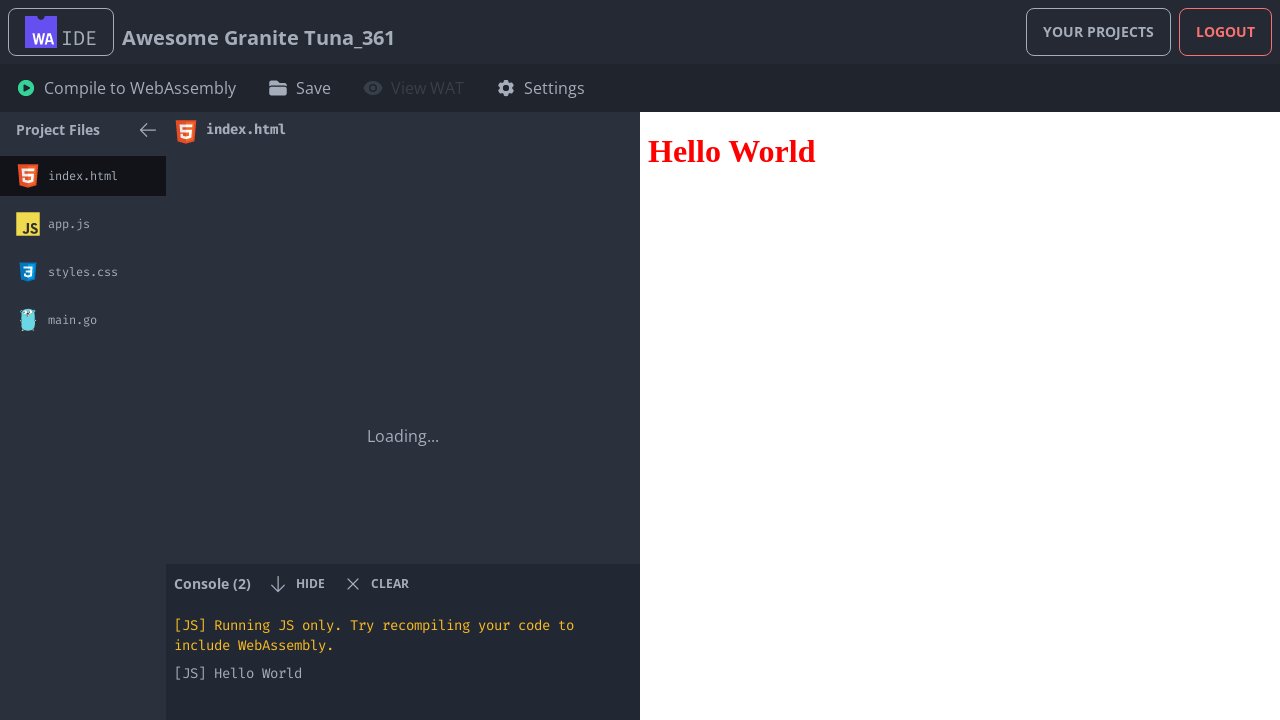 WA IDE
Awesome Granite Tuna_361
YOUR PROJECTS
LOGOUT
Compile to WebAssembly
Save
View WAT
Settings
Project Files
index.html
JS app.js
styles.css
main.go
index.html
Loading...
Console (2)
HIDE
CLEAR
[JS] Running JS only. Try recompiling your code to
include WebAssembly.
[JS] Hello World
Hello World